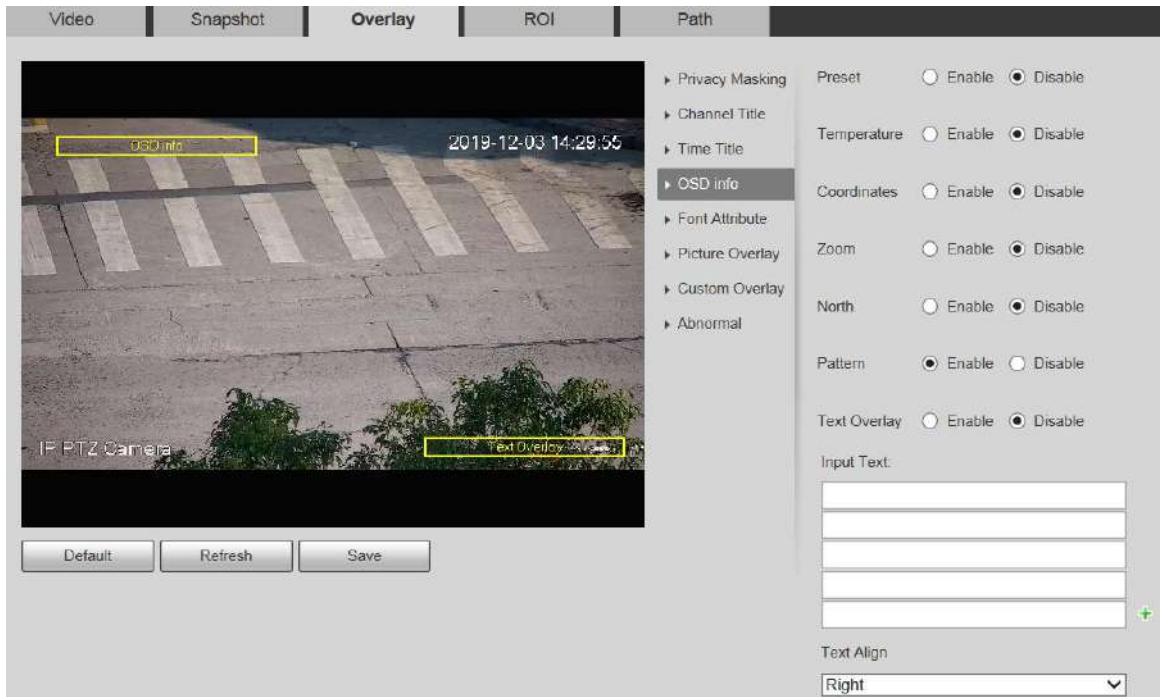 Video Snapshot Overlay ROI Path
OSD info
2019-12-03 14:29:55
IP PTZ Camera
Text Overlay
Default Refresh Save
Privacy Masking
Channel Title
Time Title
OSD info
Font Attribute
Picture Overlay
Custom Overlay
Abnormal
Preset Enable Disable
Temperature Enable Disable
Coordinates Enable Disable
Zoom Enable Disable
North Enable Disable
Pattern Enable Disable
Text Overlay Enable Disable
Input Text:
Text Align
Right